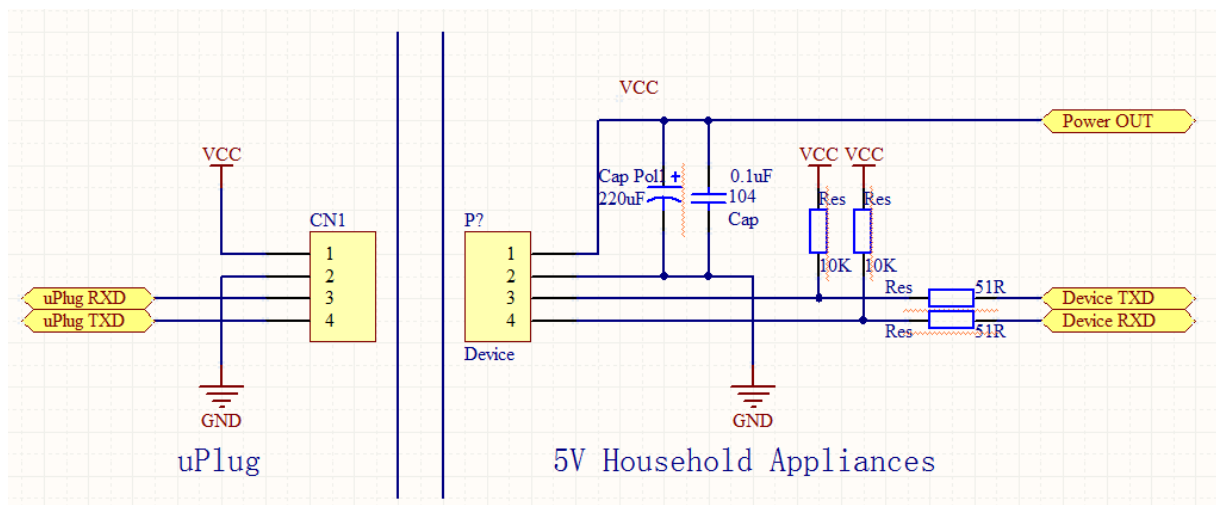 VCC
Power OUT
VCC
VCC VCC
Cap Pol1 +
0.1uF
220uF
104
Res
Res
CN1
P?
Cap
1
1
10K
10K
2
2
uPlug RXD
3
3
Res
51R
Device TXD
uPlug TXD
4
4
Res
51R
Device RXD
Device
GND
GND
uPlug
5V Household Appliances